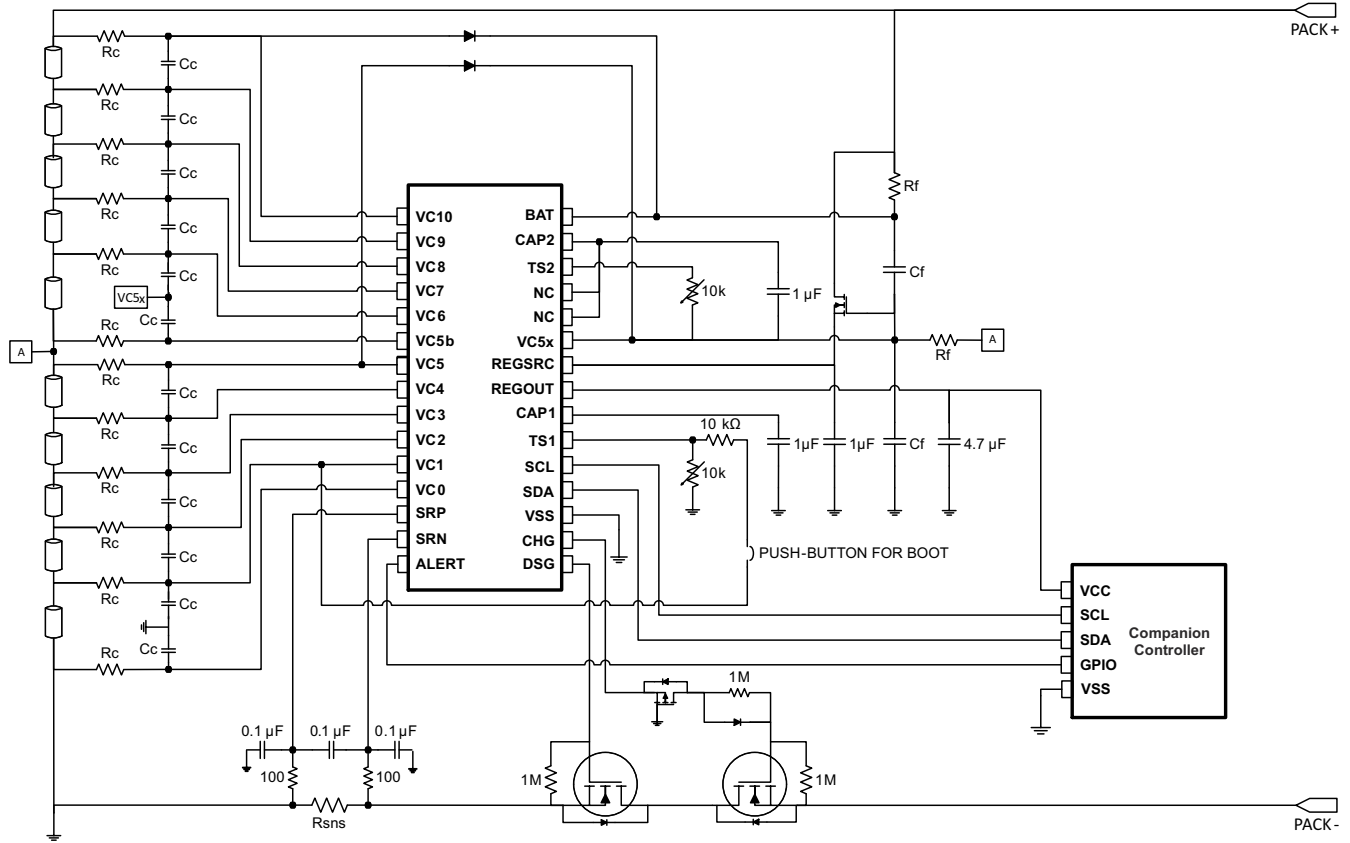 PACK+
Rc
Cc
Rc
Cc
Rc
Cc
Rc
Cc
Rc
Cc
VC5x
Cc
Rc
A
Rc
Cc
Rc
Cc
Rc
Cc
Rc
Cc
Rc
Cc
Cc
Rc
VC10
VC9
VC8
VC7
VC6
VC5b
VC5
VC4
VC3
VC2
VC1
VC0
SRP
SRN
ALERT
BAT
CAP2
TS2
NC
NC
VC5x
REGSRC
REGOUT
CAP1
TS1
SCL
SDA
VSS
CHG
DSG
10k
1 µF
Rf
Cf
Rf
A
10 kΩ
10k
1µF
1µF
Cf
4.7 µF
PUSH-BUTTON FOR BOOT
VCC
SCL
SDA
GPIO
VSS
Companion
Controller
0.1 µF
0.1 µF
0.1 µF
100
100
Rsns
1M
1M
1M
PACK-